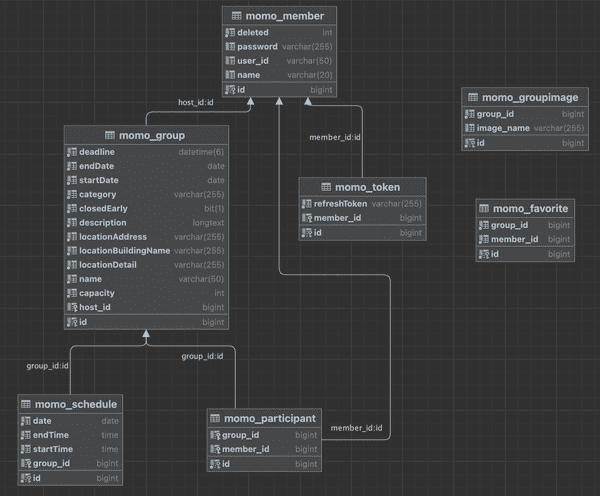 momo_member
deleted int
password varchar(255)
user_id varchar(50)
name varchar(20)
id bigint
host_id:id
momo_groupimage
group_id bigint
image_name varchar(255)
id bigint
momo_group
deadline datetime(6)
endDate date
startDate date
category varchar(255)
closedEarly bit(1)
description longtext
locationAddress varchar(255)
locationBuildingName varchar(255)
locationDetail varchar(255)
name varchar(50)
capacity int
host_id bigint
id bigint
member_id:id
momo_token
refreshToken varchar(255)
member_id bigint
id bigint
momo_favorite
group_id bigint
member_id bigint
id bigint
group_id:id
group_id:id
momo_schedule
date date
endTime time
startTime time
group_id bigint
id bigint
momo_participant
group_id bigint
member_id bigint
id bigint
member_id:id